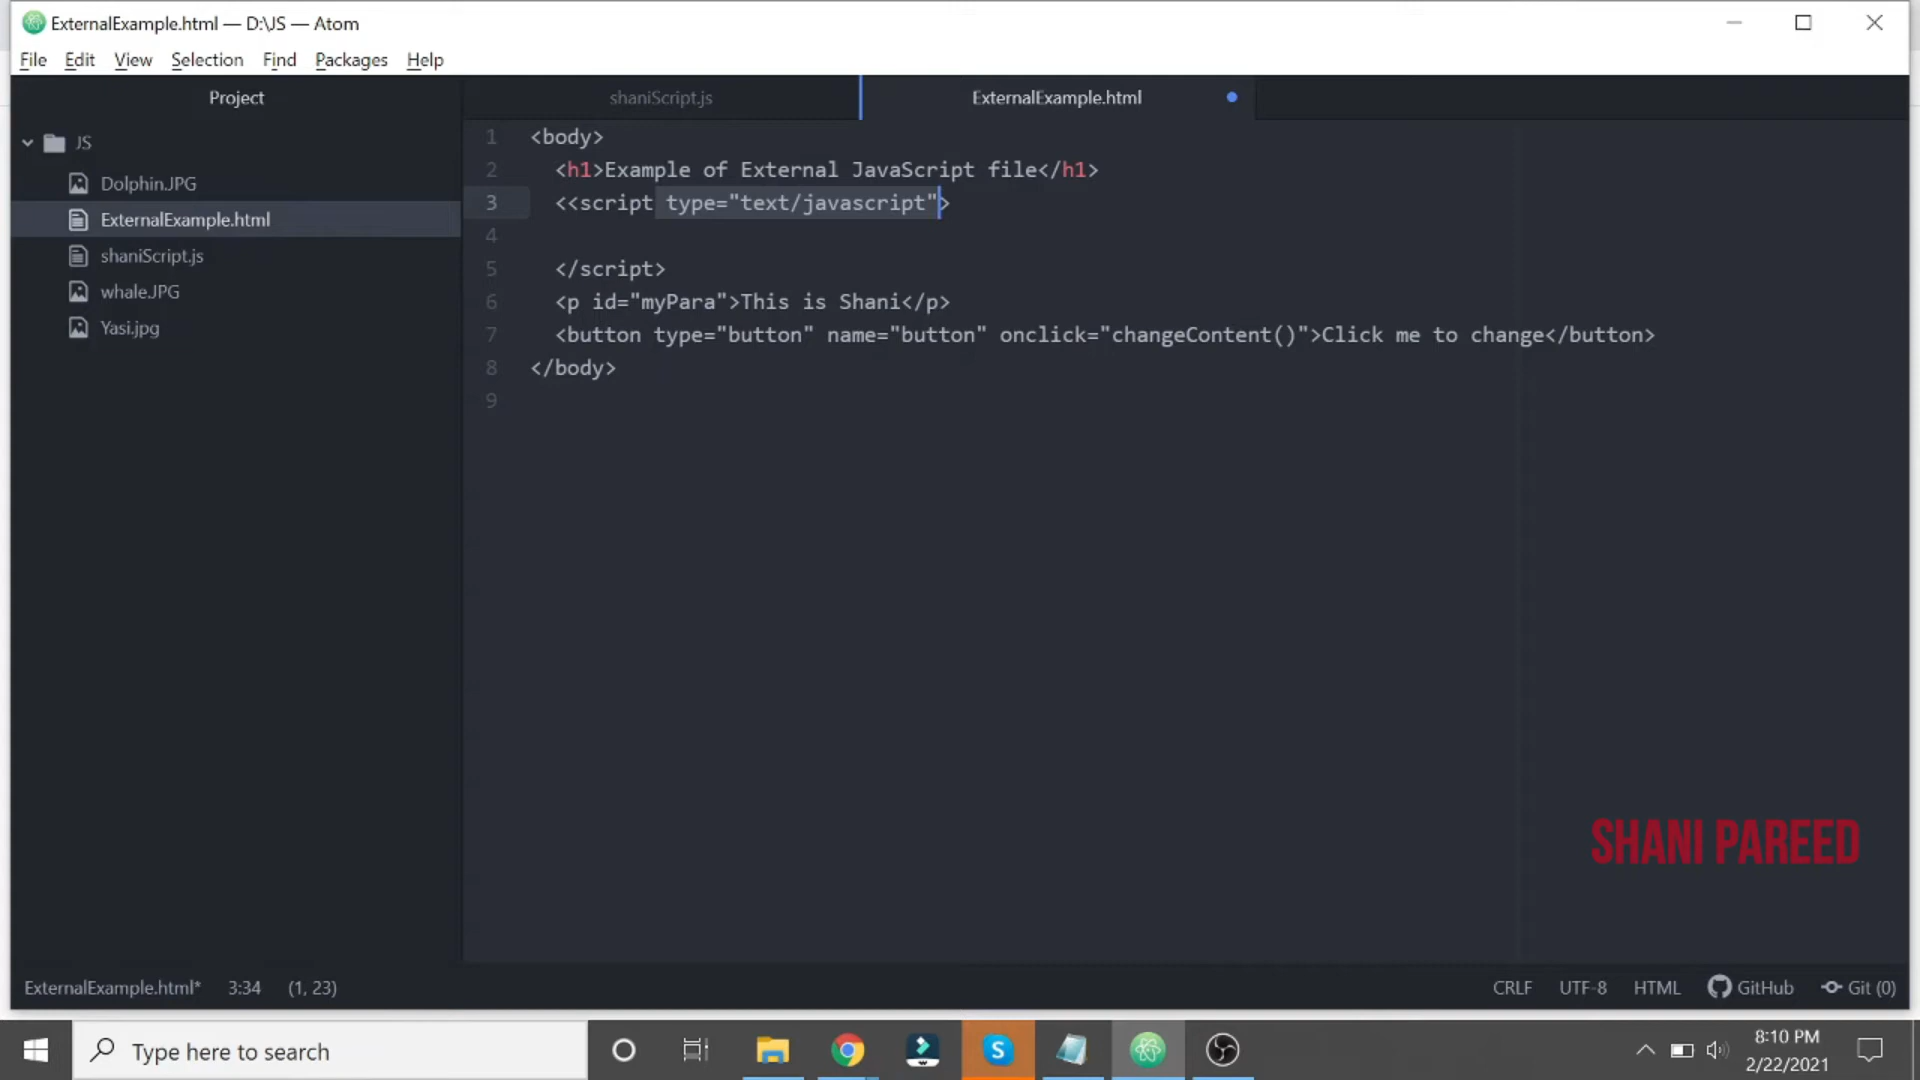 ExternalExample.html — D:\JS — Atom
File Edit View Selection Find Packages Help
Project
shaniScript.js
ExternalExample.html
JS
Dolphin.JPG
ExternalExample.html
shaniScript.js
whale.JPG
Yasi.jpg
1 <body>
2 <h1>Example of External JavaScript file</h1>
3 <<script type="text/javascript">
4
5 </script>
6 <p id="myPara">This is Shani</p>
7 <button type="button" name="button" onclick="changeContent()">Click me to change</button>
8 </body>
9
SHANI PAREED
ExternalExample.html* 3:34 (1, 23)
CRLF UTF-8 HTML GitHub Git (0)
Type here to search
S
8:10 PM
2/22/2021